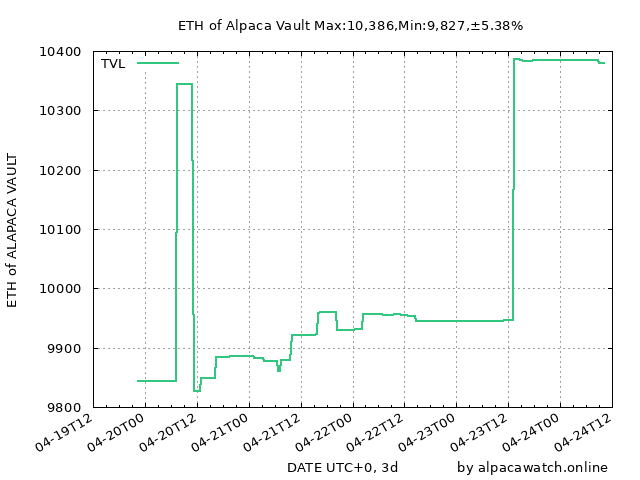 ETH of Alpaca Vault Max:10,386,Min:9,827,±5.38%
TVL
ETH of ALAPACA VAULT
10400
10300
10200
10100
10000
9900
9800
04-19T12 04-20T00 04-20T12 04-21T00 04-21T12 04-22T00 04-22T12 04-23T00 04-23T12 04-24T00 04-24T12
DATE UTC+0, 3d by alpacawatch.online